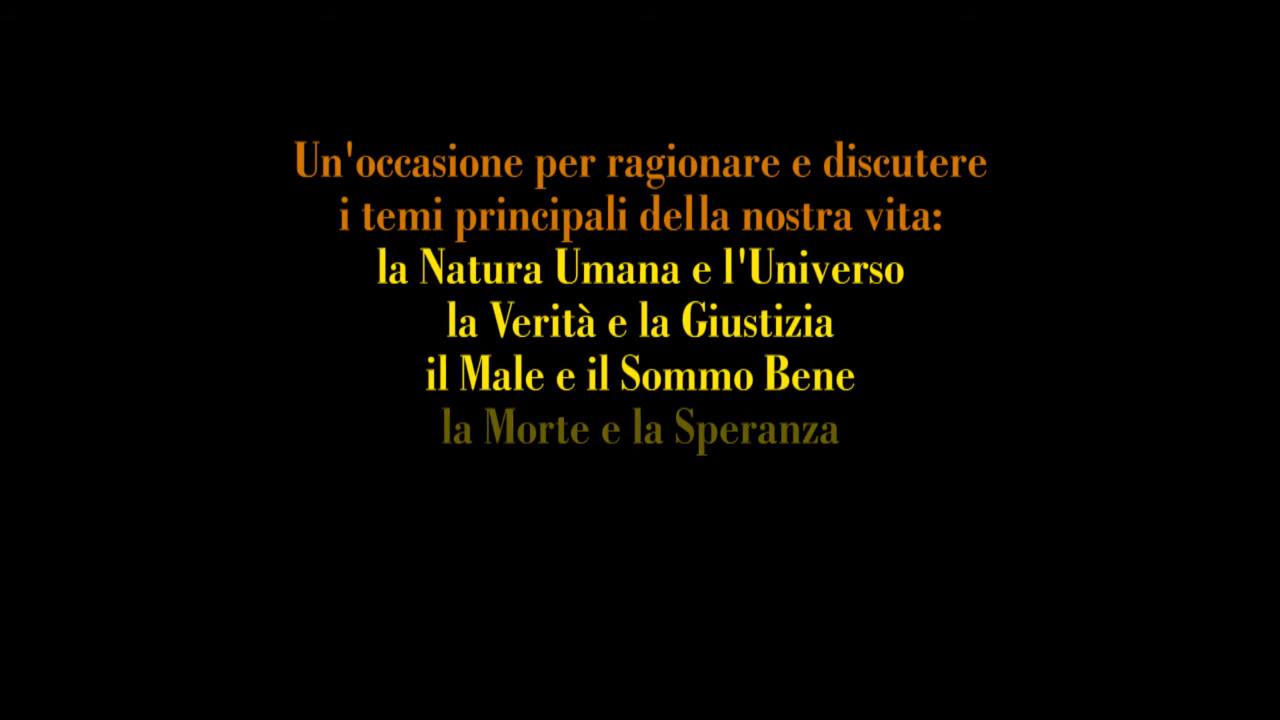 Un'occasione per ragionare e discutere
i temi principali della nostra vita:
la Natura Umana e l'Universo
la Verità e la Giustizia
il Male e il Sommo Bene
la Morte e la Speranza